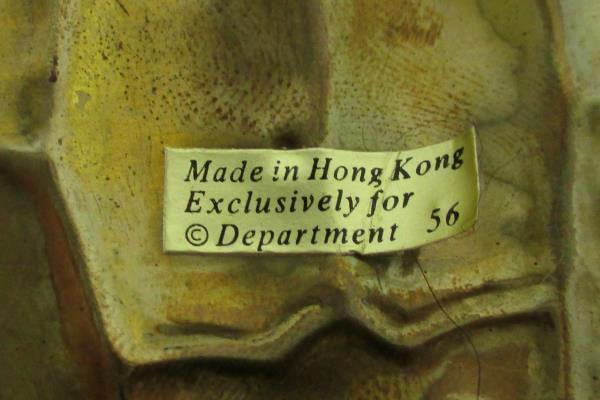 Made in Hong Kong
Exclusively for
© Department 56